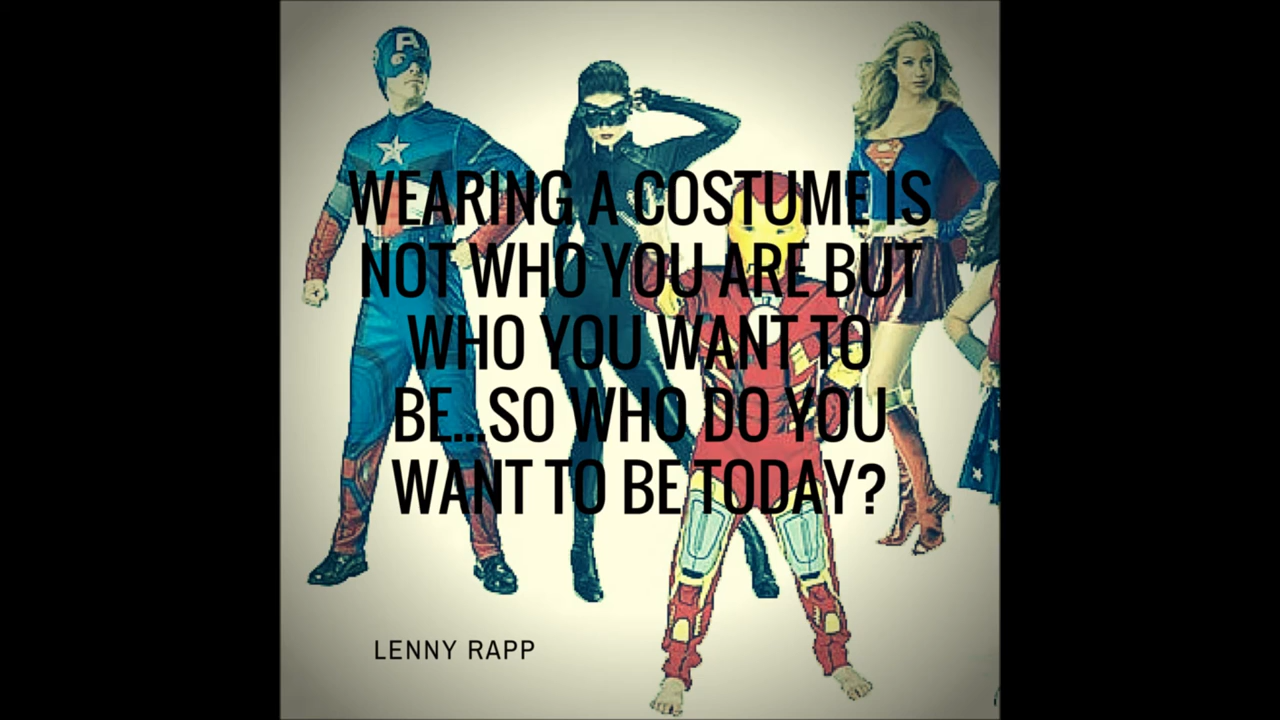 A
WEARING A COSTUME IS
NOT WHO YOU ARE BUT
WHO YOU WANT TO
BE...SO WHO DO YOU
WANT TO BE TODAY?
LENNY RAPP